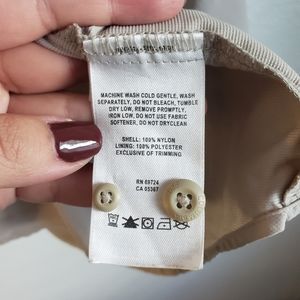 MACHINE WASH COLD GENTLE, WASH
SEPARATELY, DO NOT BLEACH, TUMBLE
DRY LOW, REMOVE PROMPTLY,
IRON LOW, DO NOT USE FABRIC
SOFTENER, DO NOT DRYCLEAN
SHELL: 100% NYLON
LINING: 100% POLYESTER
EXCLUSIVE OF TRIMMING
RN 69724
CA 05367